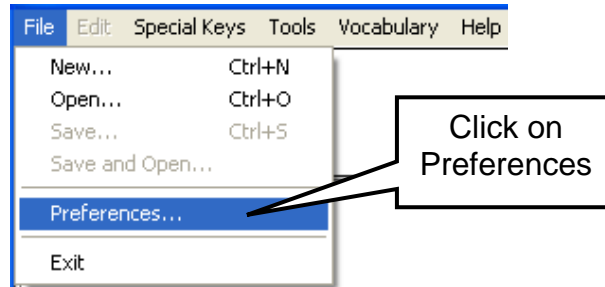 File Edit Special Keys Tools Vocabulary Help
New... Ctrl+N
Open... Ctrl+O
Save... Ctrl+S
Save and Open...
Preferences...
Exit
Click on
Preferences